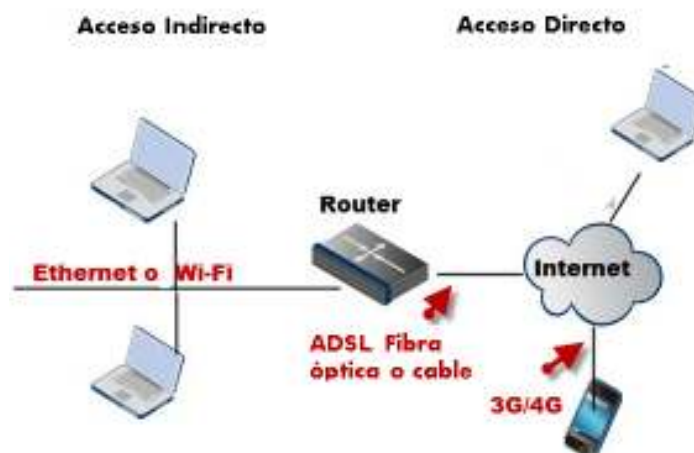 Acceso Indirecto
Acceso Directo
Router
Ethernet o Wi-Fi
Internet
ADSL Fibra
óptica o cable
3G/4G